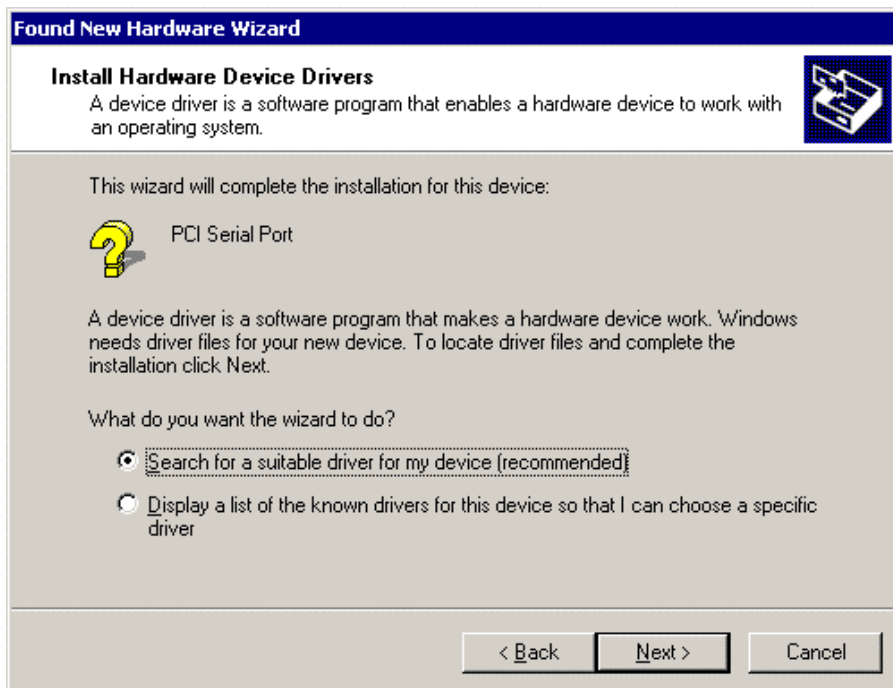 Found New Hardware Wizard
Install Hardware Device Drivers
A device driver is a software program that enables a hardware device to work with
an operating system.
This wizard will complete the installation for this device:
PCI Serial Port
A device driver is a software program that makes a hardware device work. Windows
needs driver files for your new device. To locate driver files and complete the
installation click Next.
What do you want the wizard to do?
Search for a suitable driver for my device (recommended)
Display a list of the known drivers for this device so that I can choose a specific
driver
< Back
Next >
Cancel